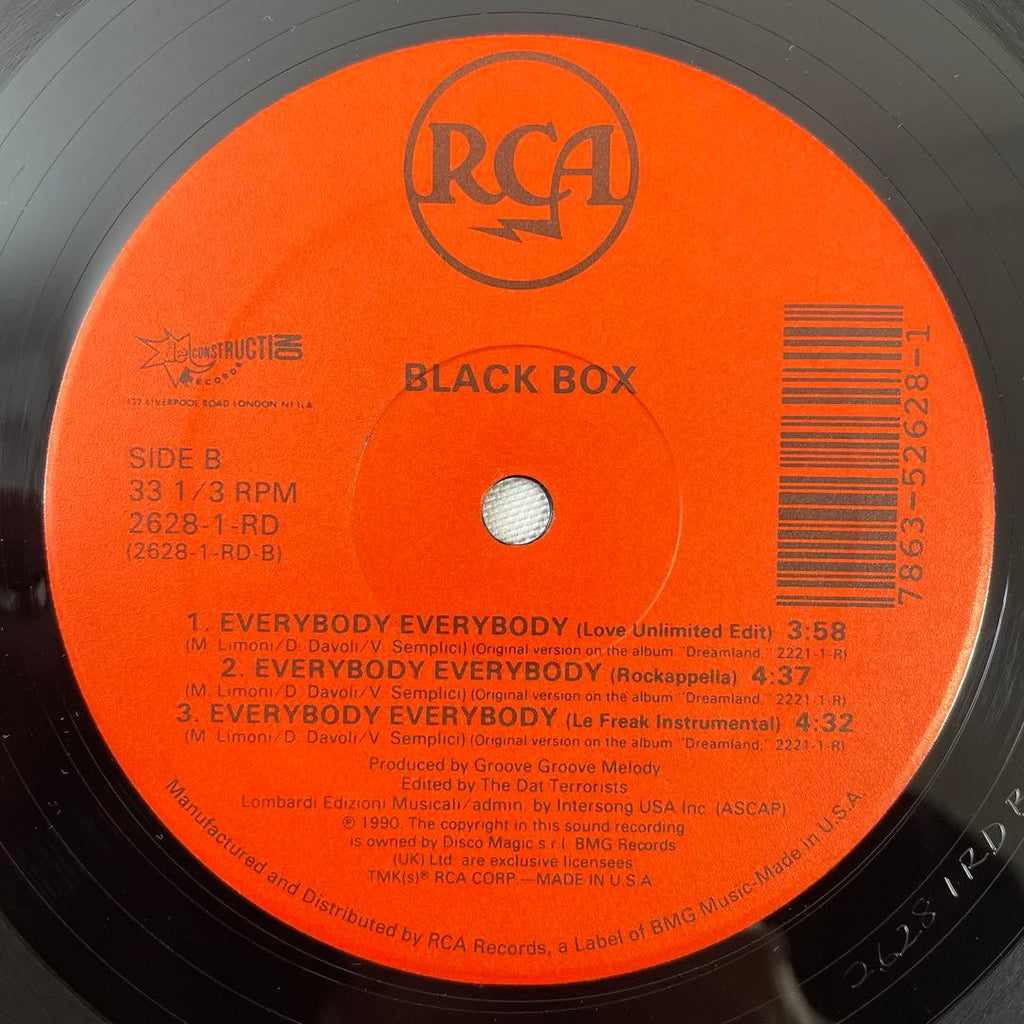 RCA
deCONSTRUCTION
RECORDS
132 LIVERPOOL ROAD LONDON N1 1LA
BLACK BOX
SIDE B
33 1/3 RPM
2628-1-RD
(2628-1-RD-B)
7863-52628-1
1. EVERYBODY EVERYBODY (Love Unlimited Edit) 3:58
(M. Limoni/D. Davoli/V. Semplici) (Original version on the album "Dreamland," 2221-1-R)
2. EVERYBODY EVERYBODY (Rockappella) 4:37
(M. Limoni/D. Davoli/V. Semplici) (Original version on the album "Dreamland," 2221-1-R)
3. EVERYBODY EVERYBODY (Le Freak Instrumental) 4:32
(M. Limoni/D. Davoli/V. Semplici) (Original version on the album "Dreamland," 2221-1-R)
Produced by Groove Groove Melody
Edited by The Dat Terrorists
Lombardi Edizioni Musicali/admin. by Intersong USA Inc. (ASCAP)
℗ 1990. The copyright in this sound recording
is owned by Disco Magic s.r.l. BMG Records
(UK) Ltd. are exclusive licensees
TMK(s)® RCA CORP.—MADE IN U.S.A.
Manufactured and Distributed by RCA Records, a Label of BMG Music-Made in U.S.A.
2628 1RD B